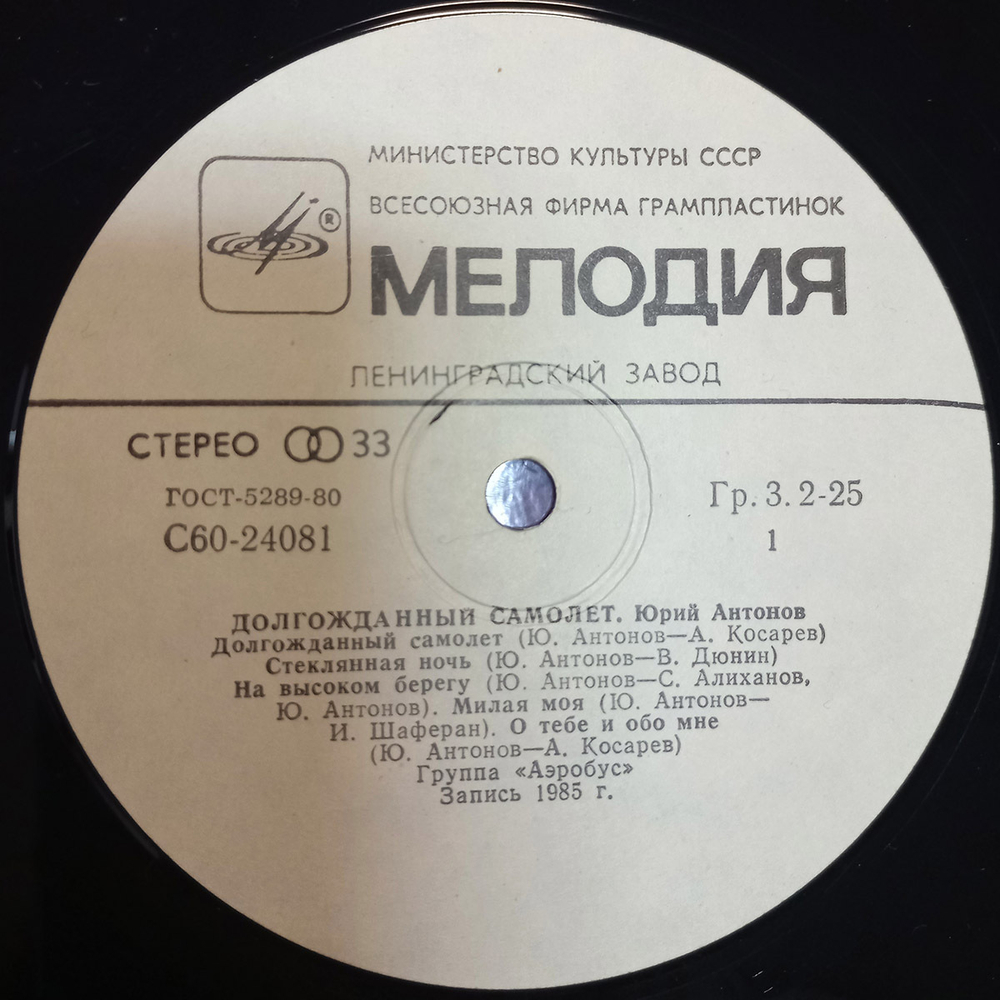 МИНИСТЕРСТВО КУЛЬТУРЫ СССР
ВСЕСОЮЗНАЯ ФИРМА ГРАМПЛАСТИНОК
®
МЕЛОДИЯ
ЛЕНИНГРАДСКИЙ ЗАВОД
СТЕРЕО 33
ГОСТ-5289-80
Гр. 3. 2-25
С60-24081
1
ДОЛГОЖДАННЫЙ САМОЛЕТ. Юрий Антонов
Долгожданный самолет (Ю. Антонов—А. Косарев)
Стеклянная ночь (Ю. Антонов—В. Дюнин)
На высоком берегу (Ю. Антонов—С. Алиханов,
Ю. Антонов). Милая моя (Ю. Антонов—
И. Шаферан). О тебе и обо мне
(Ю. Антонов—А. Косарев)
Группа «Аэробус»
Запись 1985 г.